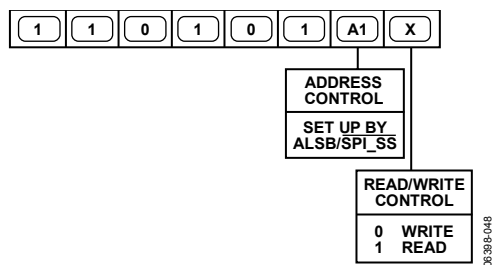 1 1 0 1 0 1 A1 X
ADDRESS
CONTROL
SET UP BY
ALSB/SPI_SS
READ/WRITE
CONTROL
0 WRITE
1 READ
06398-048